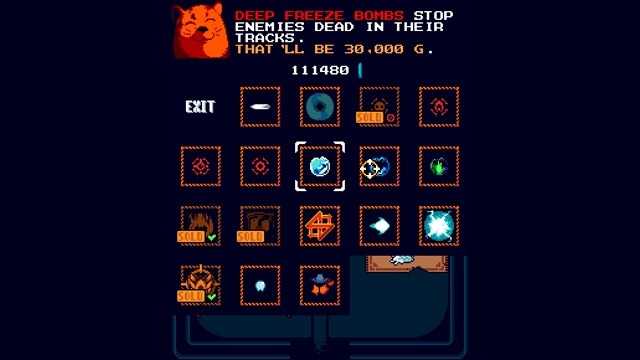 DEEP FREEZE BOMBS STOP
ENEMIES DEAD IN THEIR
TRACKS.
THAT'LL BE 30,000 G.
111480
EXIT
SOLD
SOLD
SOLD
SOLD